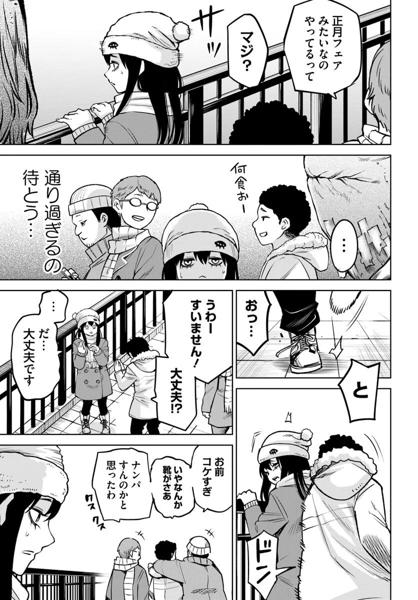 正月フェア
みたいなの
やってるって
マジ？
サッ
…
何食おー
通り過ぎるの
待とう…
おっ…
と
うわー
すいません！
大丈夫!?
…
だ…
大丈夫です
ドン
お前
コケすぎ
いやなんか
靴がさあ
ナンパ
すんのかと
思ったわ
クス
クス